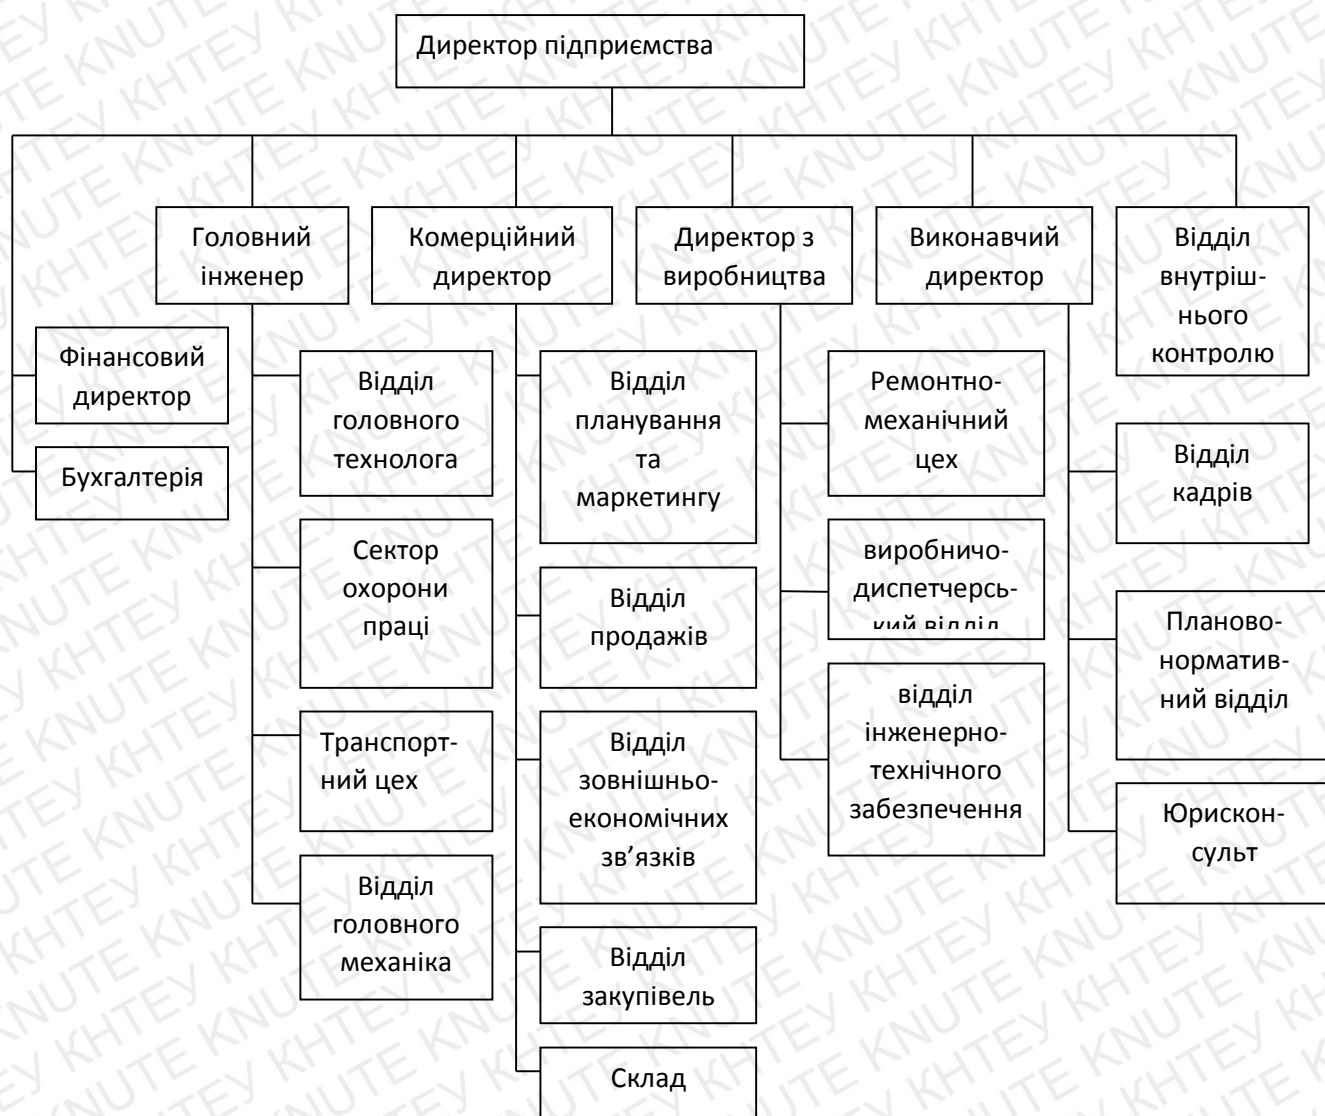 Директор підприємства
Головний
інженер
Комерційний
директор
Директор з
виробництва
Виконавчий
директор
Відділ
внутріш-
нього
контролю
Фінансовий
директор
Бухгалтерія
Відділ
головного
технолога
Сектор
охорони
праці
Транспорт-
ний цех
Відділ
головного
механіка
Відділ
планування
та
маркетингу
Відділ
продажів
Відділ
зовнішньо-
економічних
зв’язків
Відділ
закупівель
Склад
Ремонтно-
механічний
цех
виробничо-
диспетчерсь-
кий відділ
відділ
інженерно-
технічного
забезпечення
Відділ
кадрів
Планово-
норматив-
ний відділ
Юрискон-
сульт